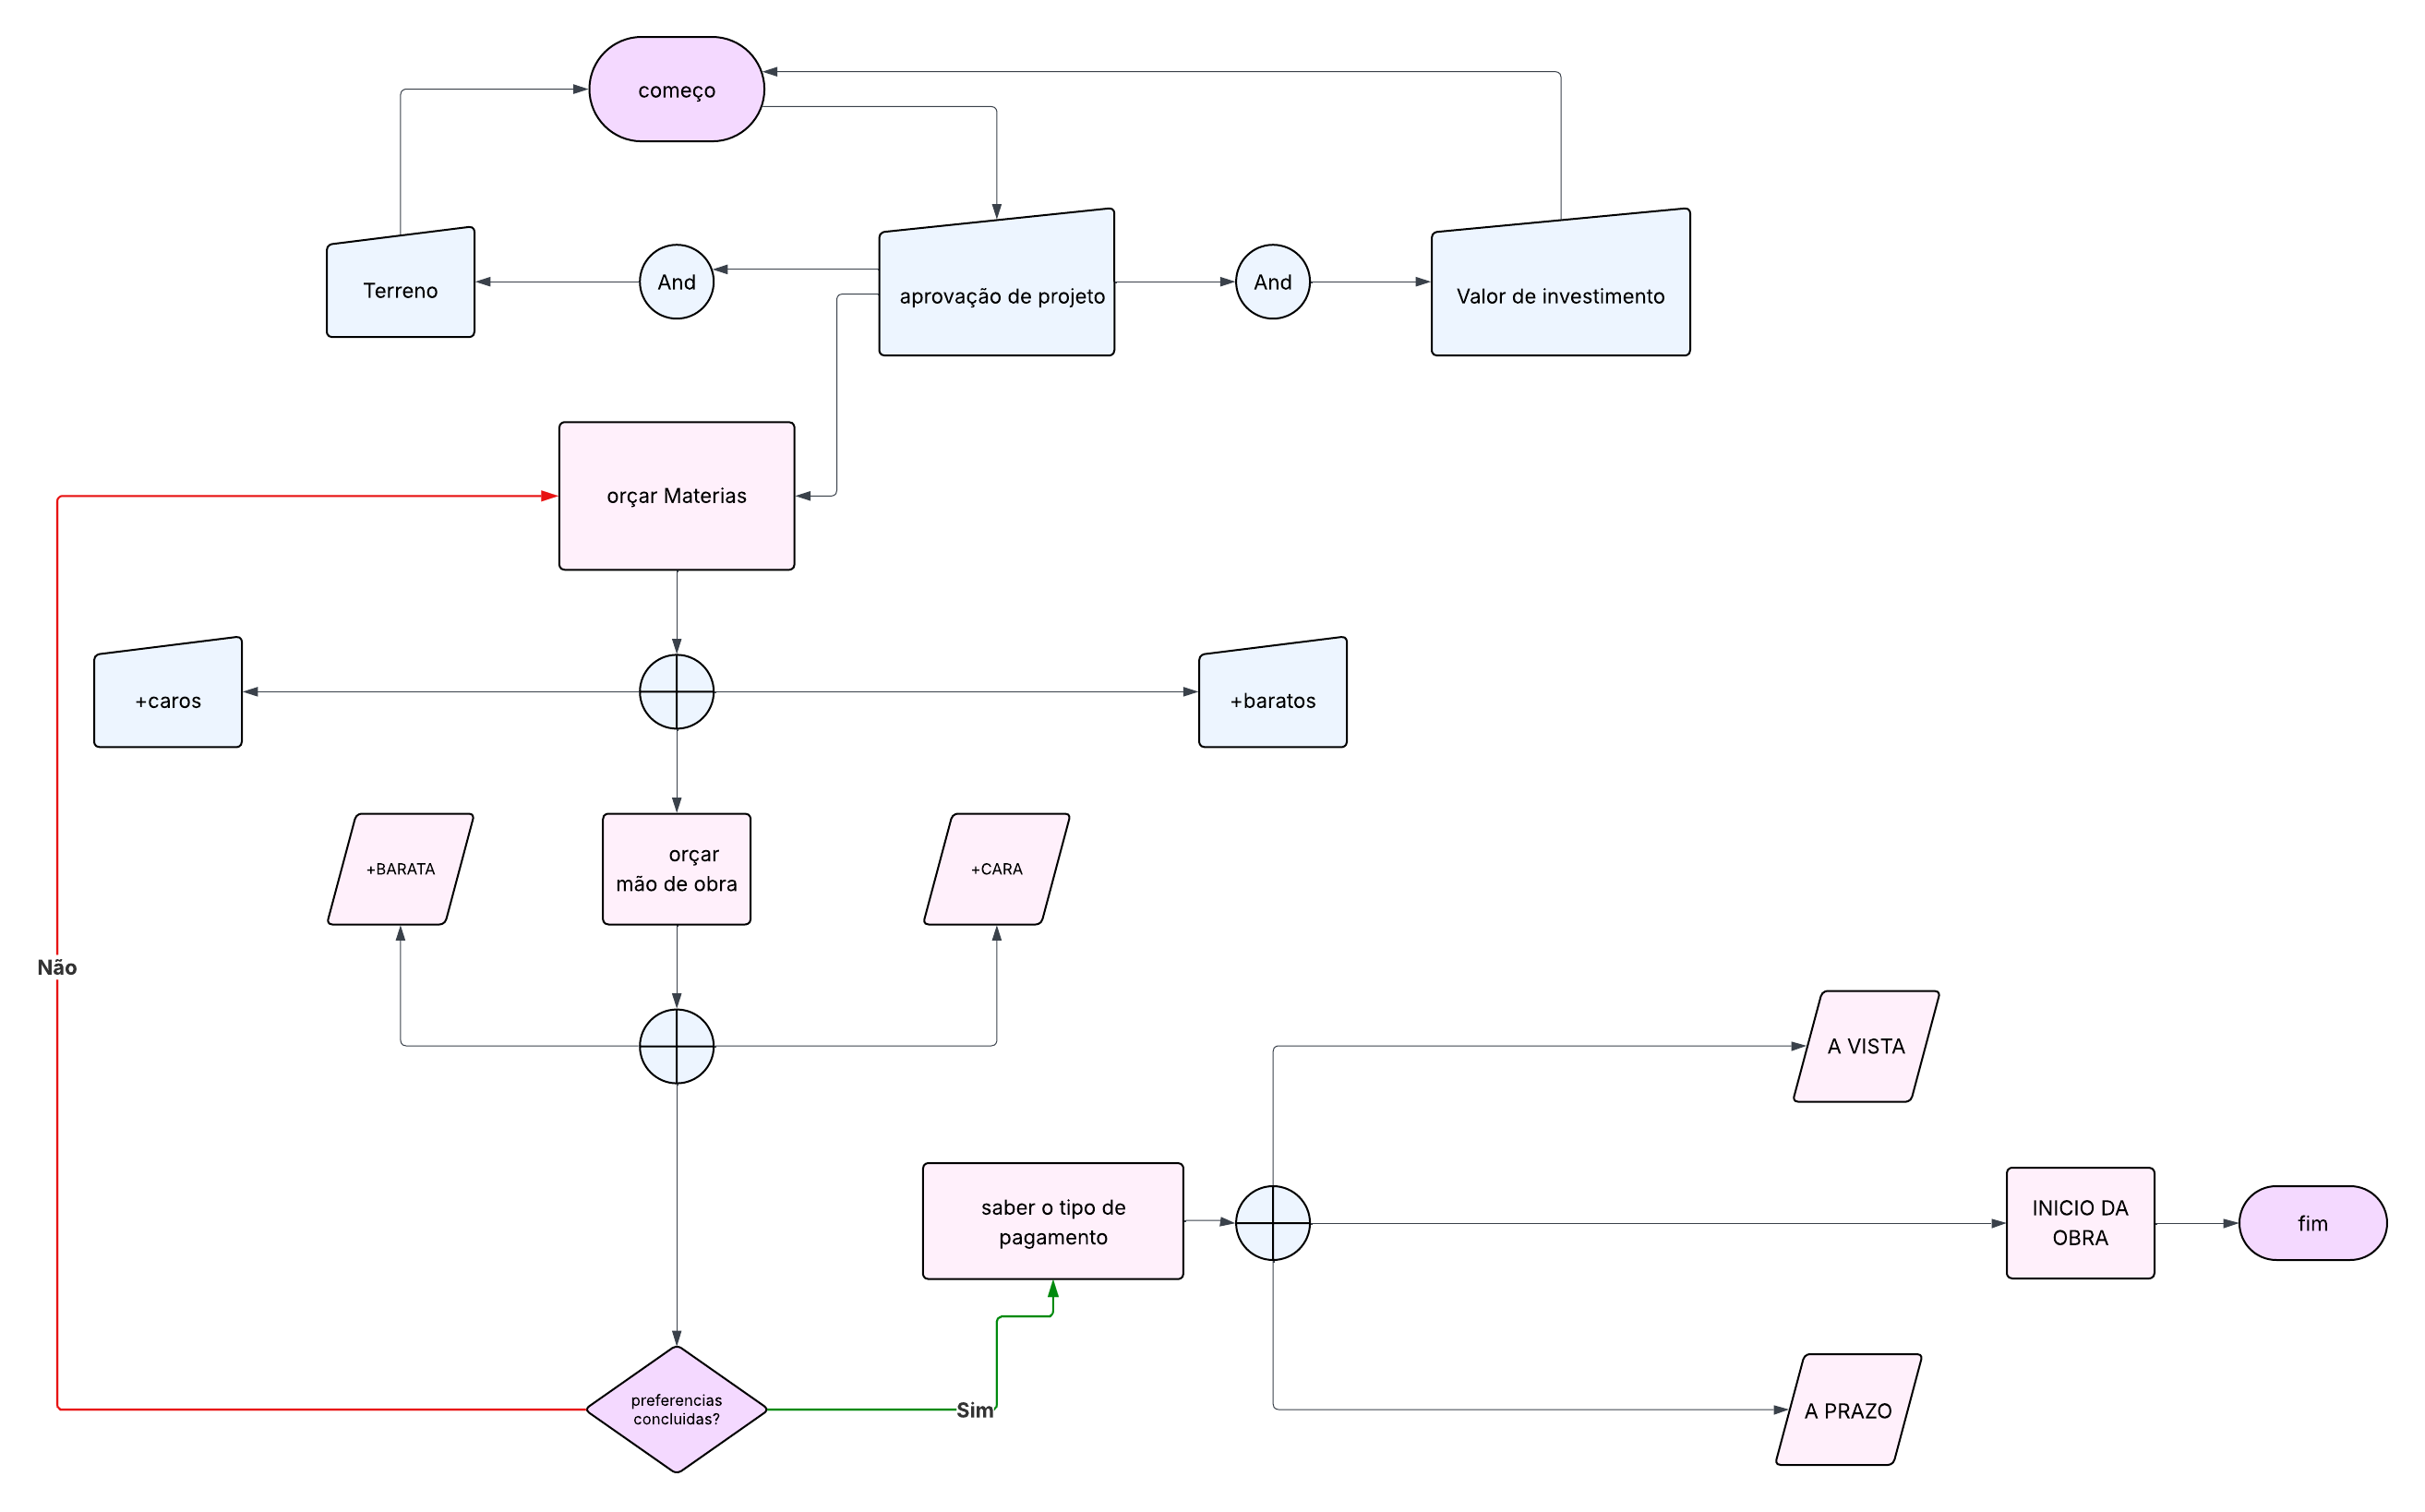 começo
Terreno
And
aprovação de projeto
And
Valor de investimento
orçar Materias
+caros
+baratos
+BARATA
orçar
mão de obra
+CARA
Não
A VISTA
saber o tipo de
pagamento
INICIO DA
OBRA
fim
preferencias
concluidas?
Sim
A PRAZO